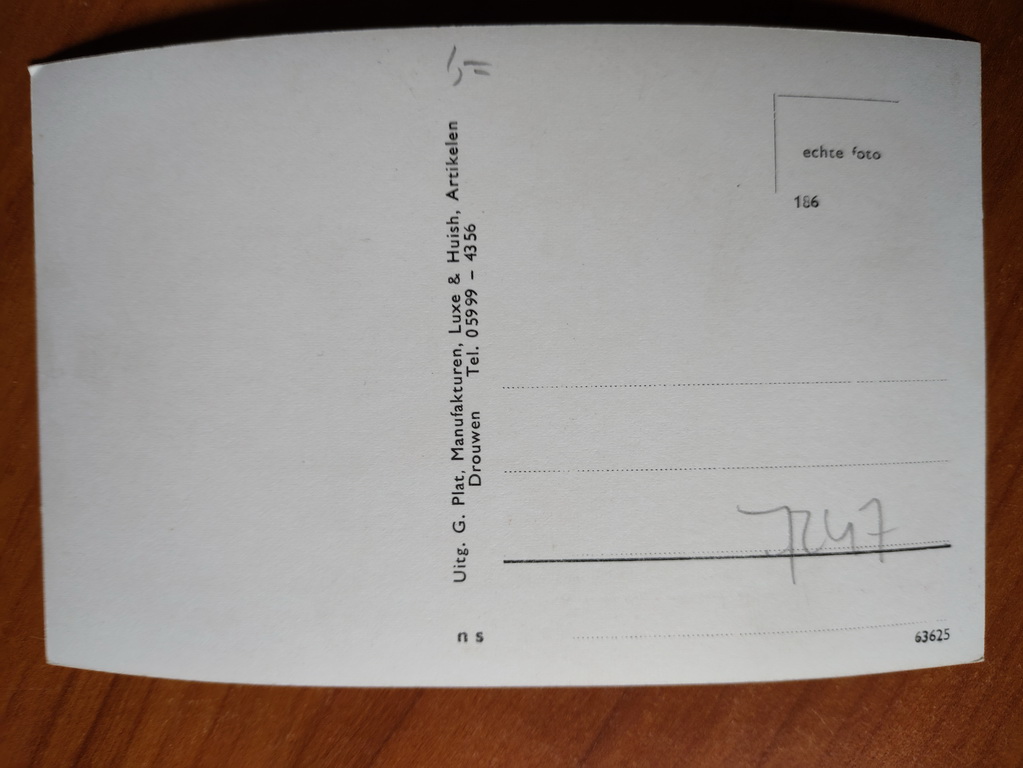 Uitg. G. Plat, Manufakturen, Luxe & Huish, Artikelen
Drouwen Tel. 05999 - 4356
echte foto
186
n s
63625